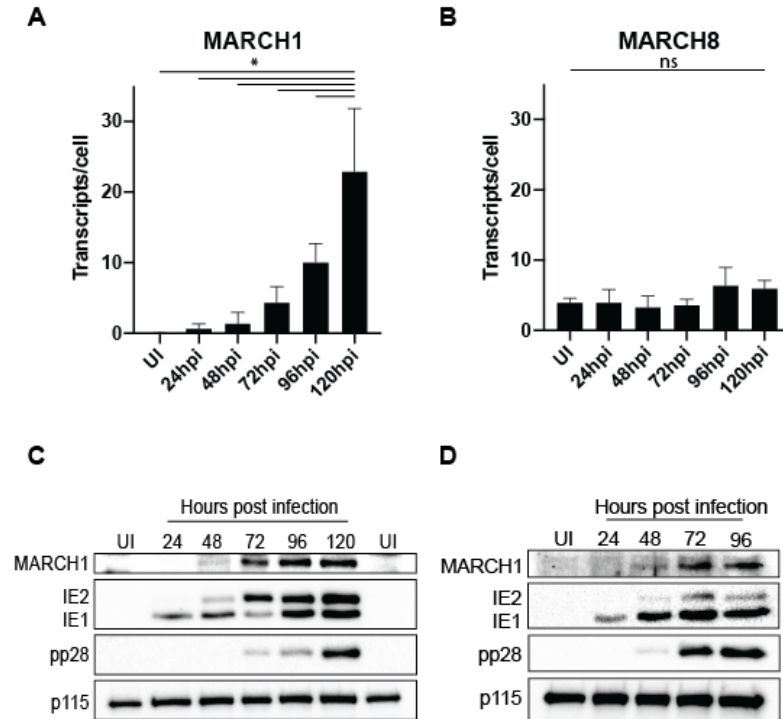 A
MARCH1
*
Transcripts/cell
30
20
10
0
UI
24hpi
48hpi
72hpi
96hpi
120hpi
B
MARCH8
ns
Transcripts/cell
30
20
10
0
UI
24hpi
48hpi
72hpi
96hpi
120hpi
C
Hours post infection
UI 24 48 72 96 120 UI
MARCH1
IE2
IE1
pp28
p115
D
Hours post infection
UI 24 48 72 96
MARCH1
IE2
IE1
pp28
p115